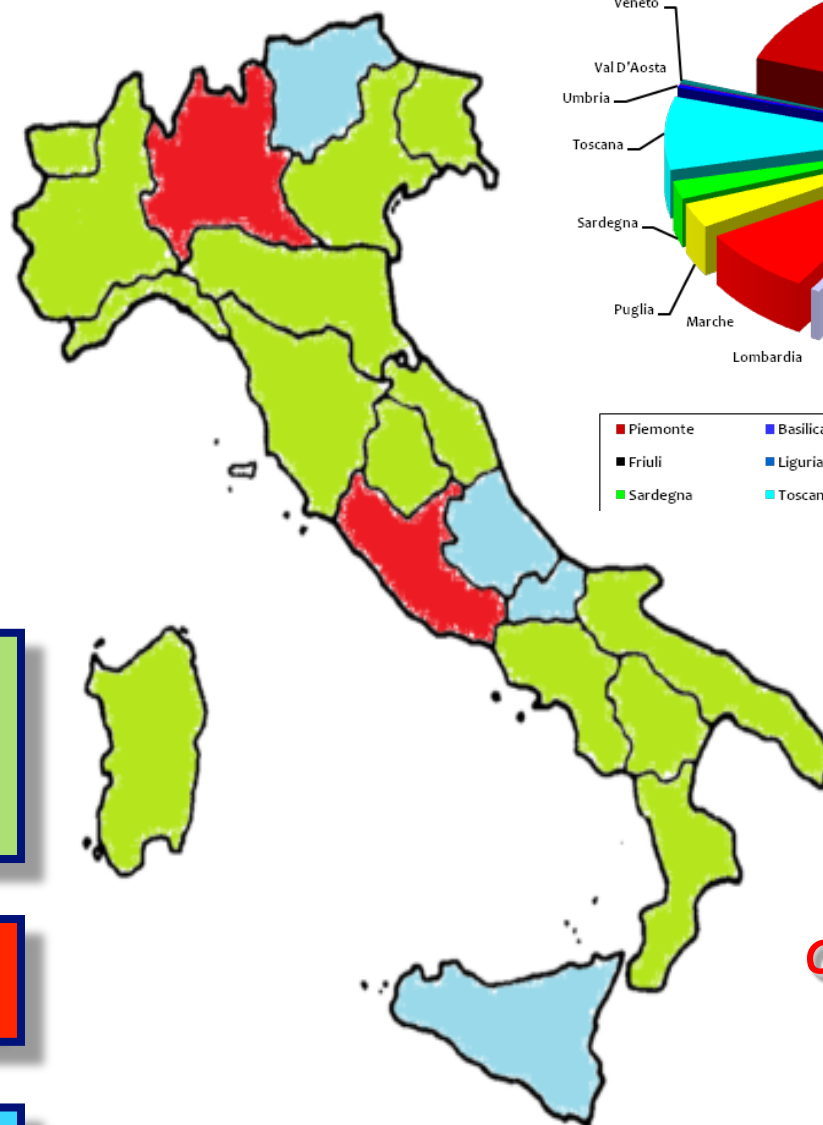 Veneto
Val D'Aosta
Umbria
Toscana
Sardegna
Puglia
Marche
Lombardia
Piemonte
Friuli
Liguria
Sardegna